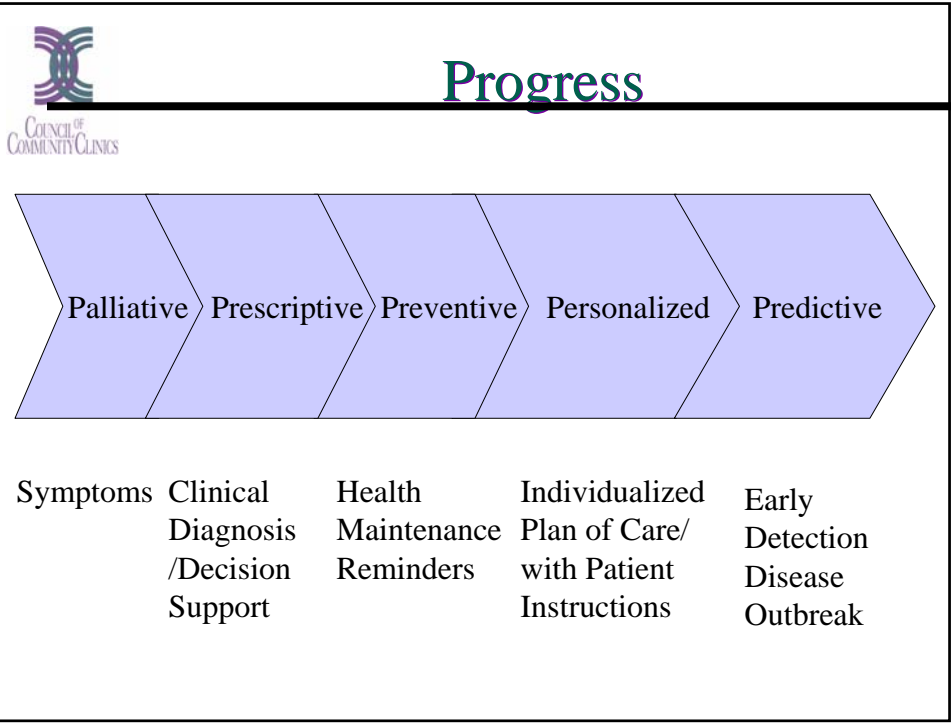 Progress
COUNCIL OF
COMMUNITY CLINICS
Palliative
Prescriptive
Preventive
Personalized
Predictive
Symptoms
Clinical
Diagnosis
/Decision
Support
Health
Maintenance
Reminders
Individualized
Plan of Care/
with Patient
Instructions
Early
Detection
Disease
Outbreak